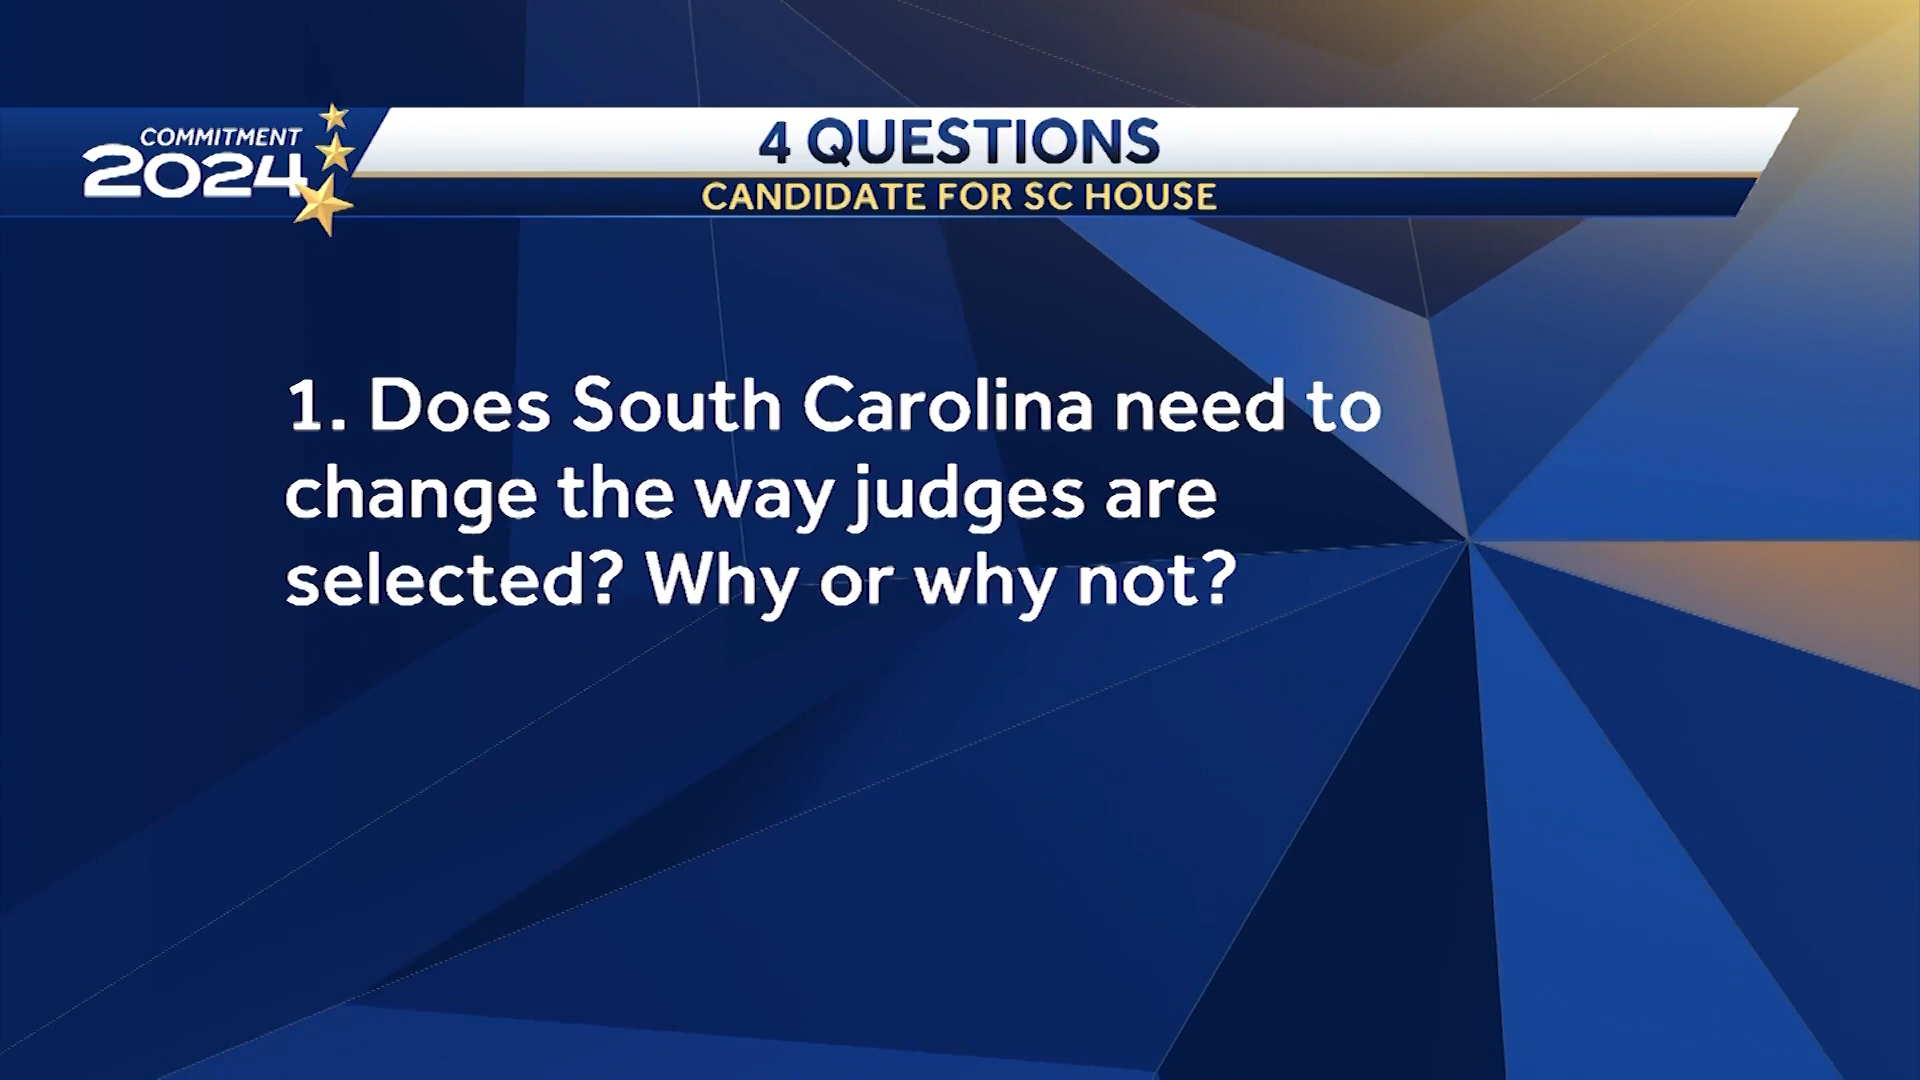 COMMITMENT
2024
4 QUESTIONS
CANDIDATE FOR SC HOUSE
1. Does South Carolina need to
change the way judges are
selected? Why or why not?